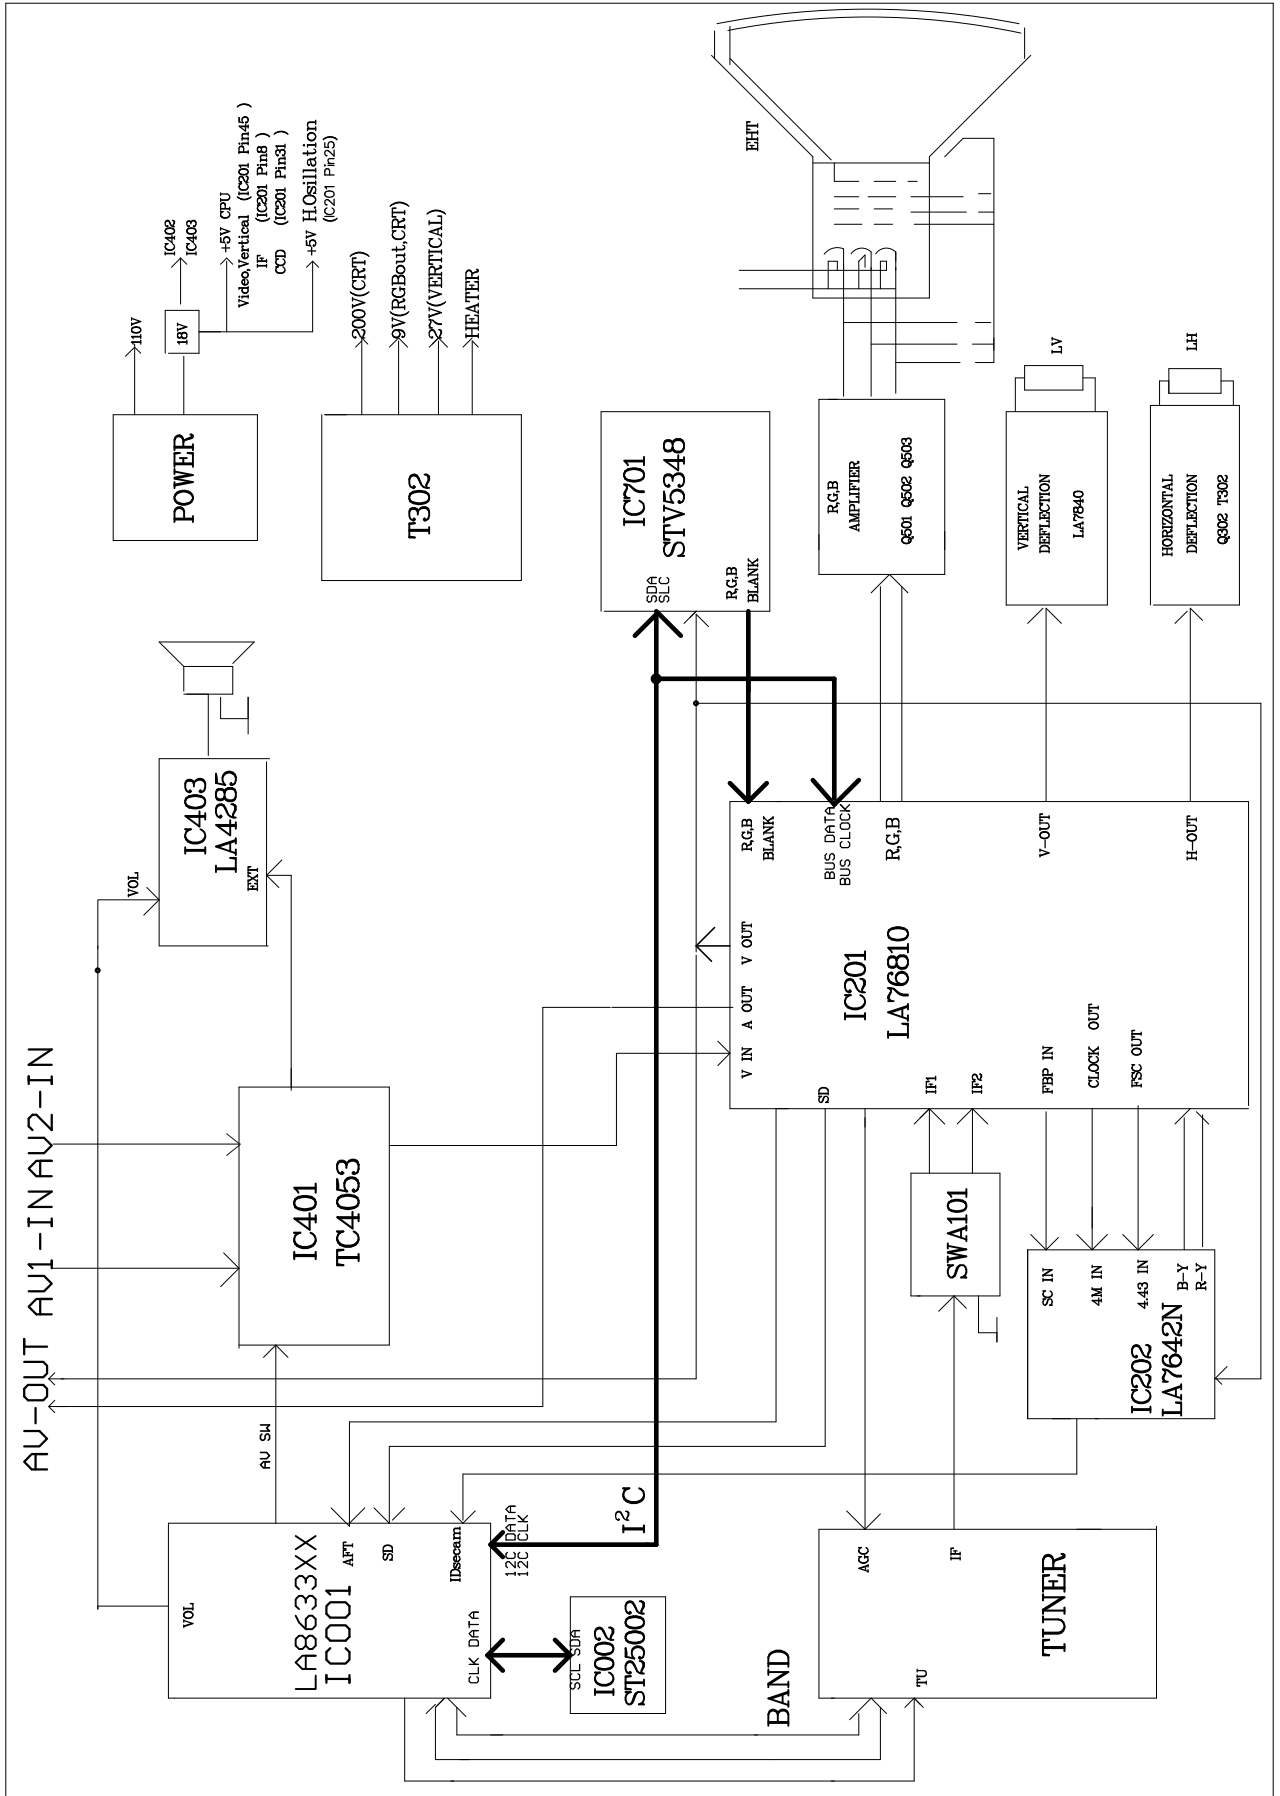 AV-OUT
AV1-IN
AV2-IN
POWER
110V
18V
IC402
IC403
+5V CPU
Video,Vertical (IC201 Pin45 )
IF (IC201 Pin8 )
CCD (IC201 Pin31 )
+5V H.Osillation
(IC201 Pin25)
T302
200V(CRT)
9V(RGBout,CRT)
27V(VERTICAL)
HEATER
IC403
LA4285
VOL
EXT
IC401
TC4053
AV SW
LA8633XX
IC001
VOL
AFT
SD
IDsecam
12C DATA
12C CLK
CLK DATA
SCL SDA
IC002
ST25002
I2C
IC701
STV5348
SDA
SLC
R,G,B
BLANK
IC201
LA76810
V IN
A OUT
V OUT
R,G,B
BLANK
BUS DATA
BUS CLOCK
R,G,B
V-OUT
H-OUT
SD
IF1
IF2
FBP IN
CLOCK OUT
FSC OUT
R,G,B
AMPLIFIER
Q501 Q502 Q503
VERTICAL
DEFLECTION
LA7840
LV
HORIZONTAL
DEFLECTION
Q302 T302
LH
EHT
SWA101
SC IN
4M IN
4.43 IN
B-Y
R-Y
IC202
LA7642N
BAND
TUNER
AGC
IF
TU